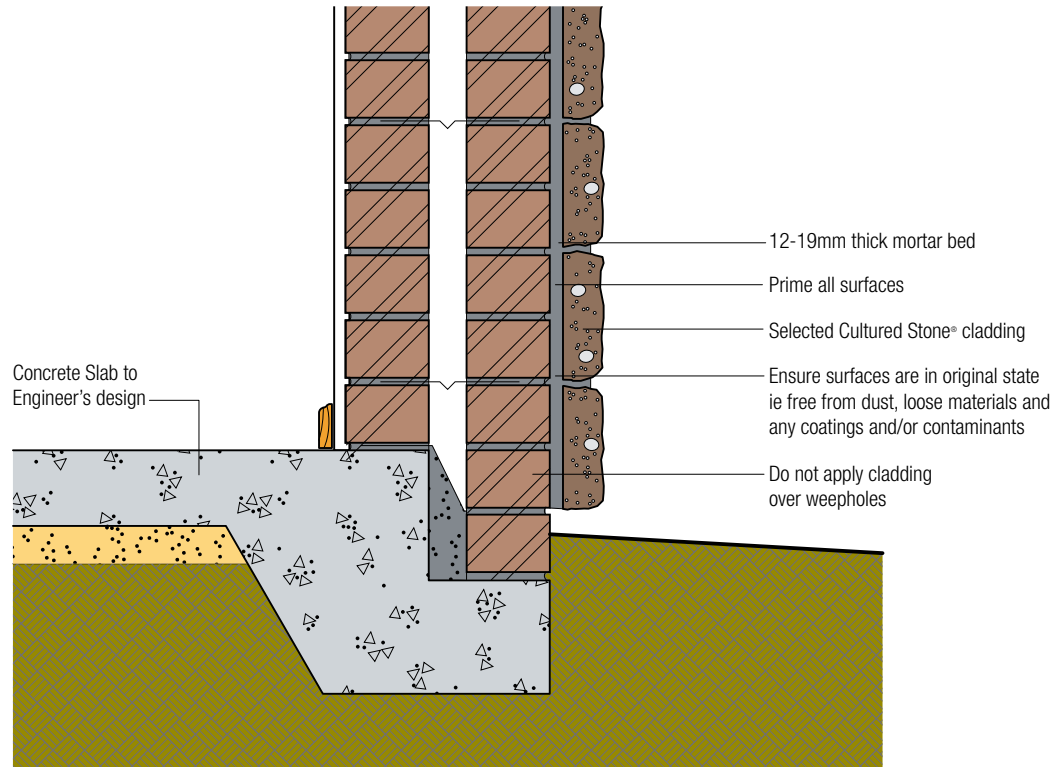 12-19mm thick mortar bed
Prime all surfaces
Selected Cultured Stone® cladding
Concrete Slab to
Engineer’s design
Ensure surfaces are in original state
ie free from dust, loose materials and
any coatings and/or contaminants
Do not apply cladding
over weepholes